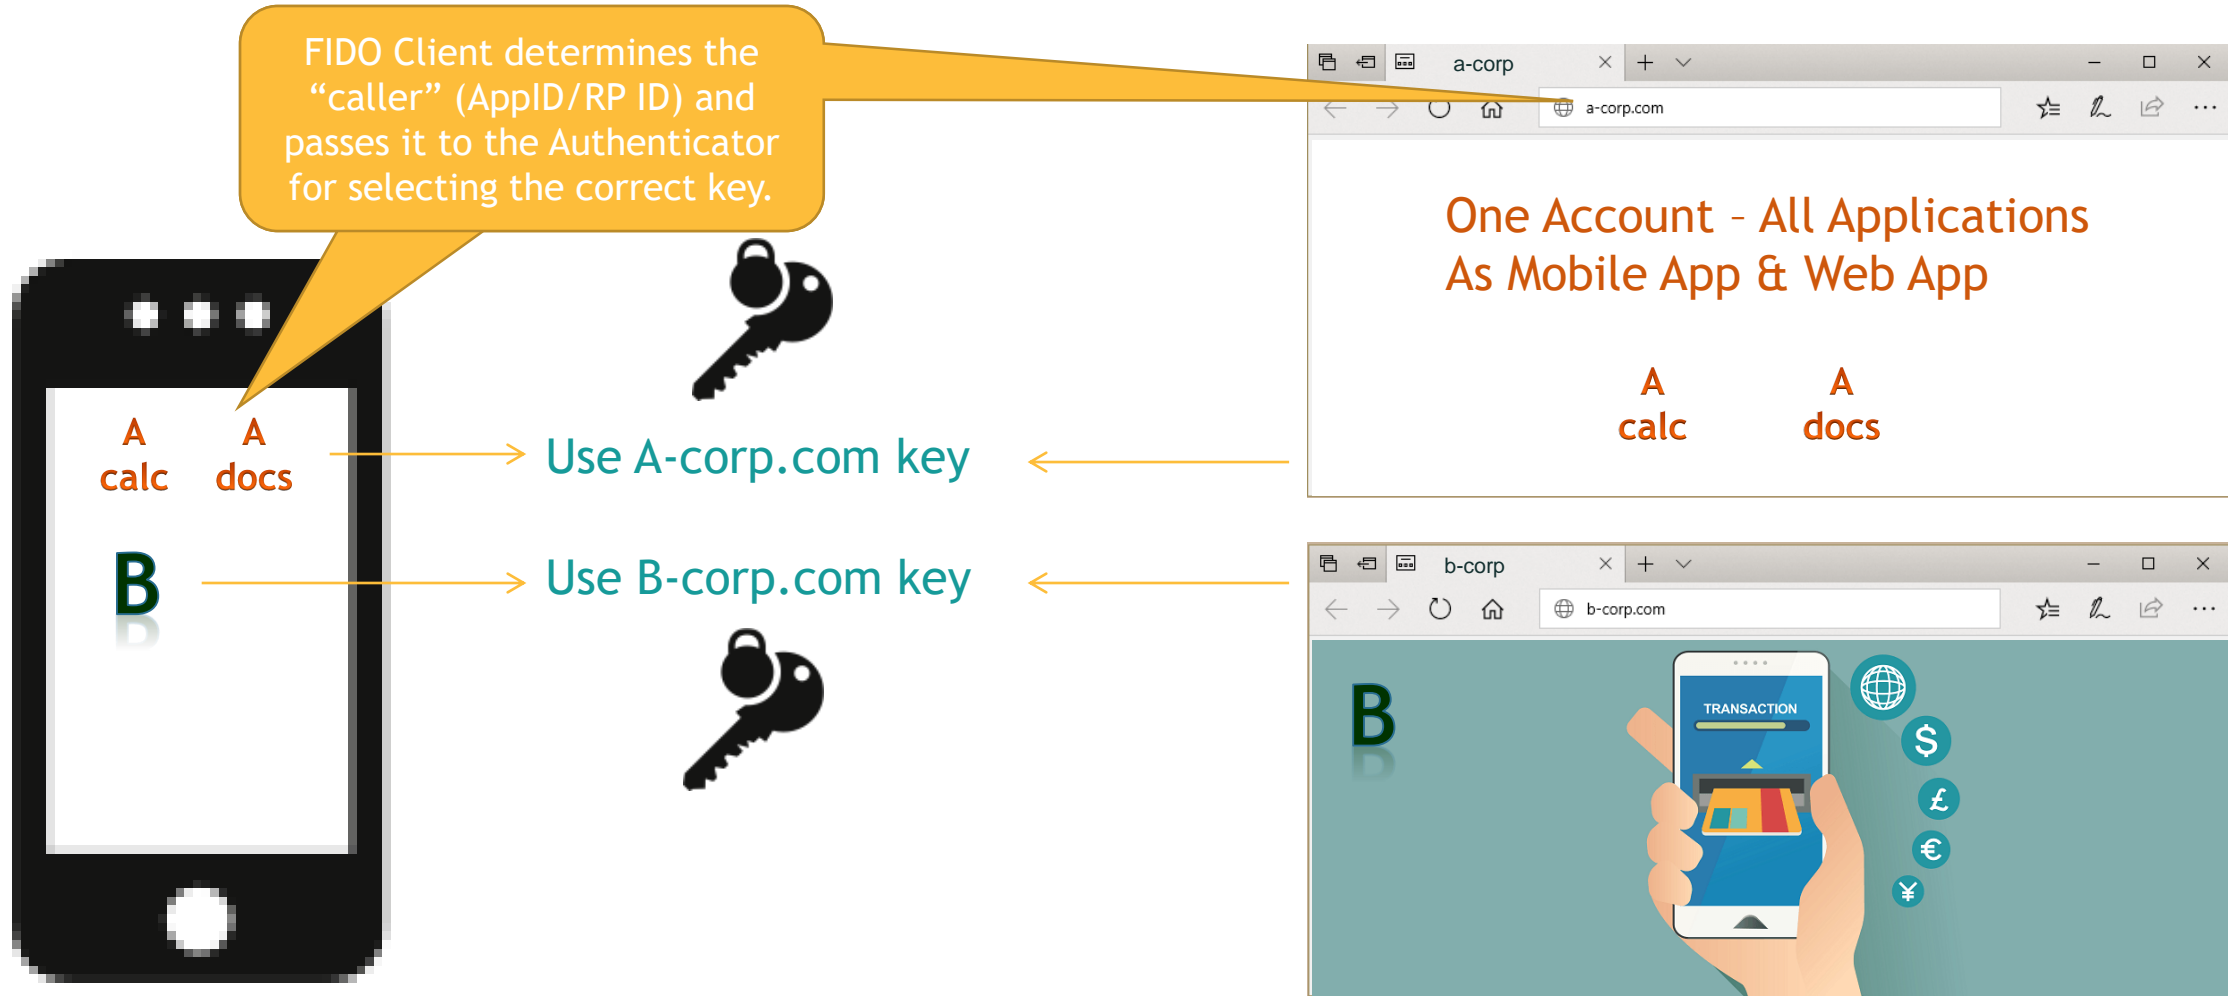 FIDO Client determines the
“caller” (AppID/RP ID) and
passes it to the Authenticator
for selecting the correct key.
A A
calc docs
B
Use A-corp.com key
Use B-corp.com key
a-corp
a-corp.com
One Account – All Applications
As Mobile App & Web App
A A
calc docs
b-corp
b-corp.com
B
TRANSACTION
$
£
€
¥